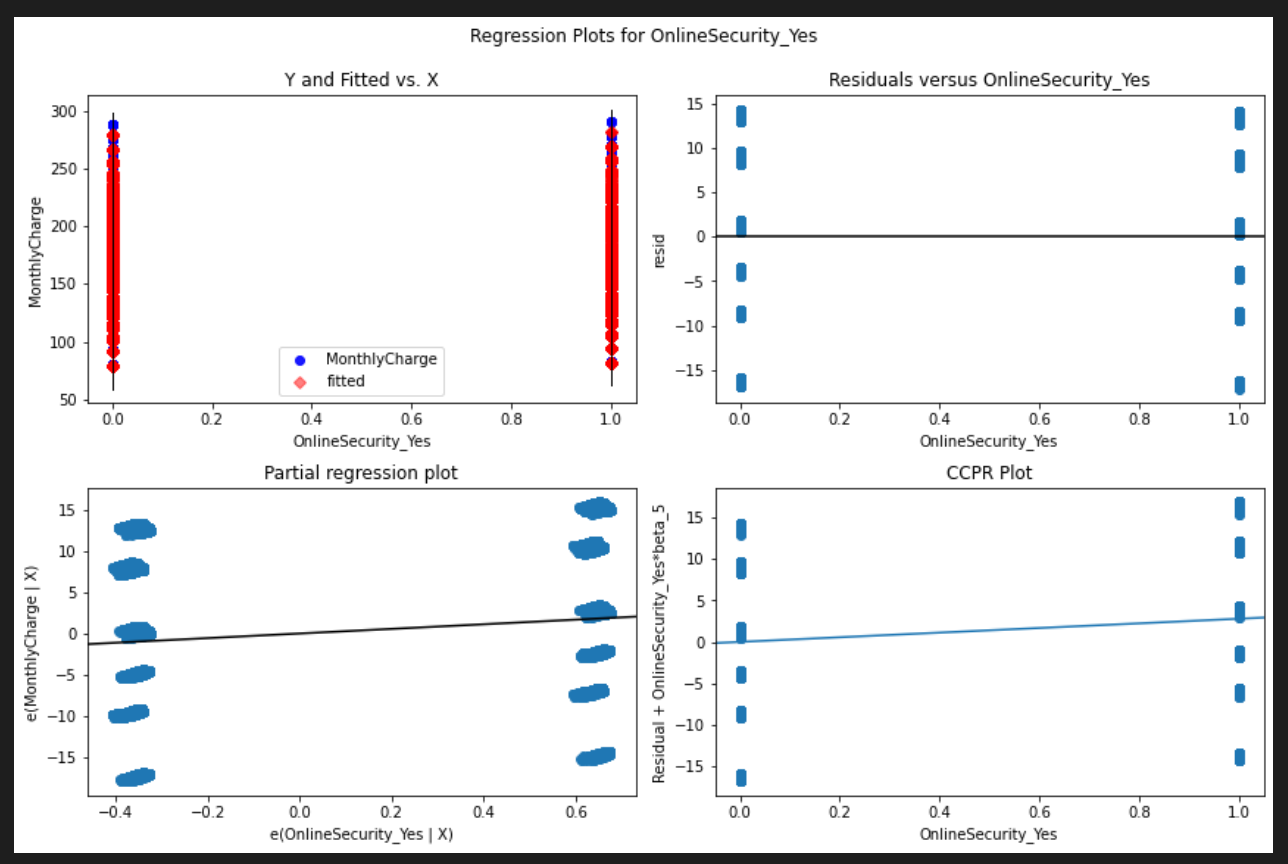 Regression Plots for OnlineSecurity_Yes
Y and Fitted vs. X
300
250
200
150
100
50
MonthlyCharge
MonthlyCharge
fitted
0.0 0.2 0.4 0.6 0.8 1.0
OnlineSecurity_Yes
Residuals versus OnlineSecurity_Yes
15
10
5
0
−5
−10
−15
resid
0.0 0.2 0.4 0.6 0.8 1.0
OnlineSecurity_Yes
Partial regression plot
15
10
5
0
−5
−10
−15
e(MonthlyCharge | X)
−0.4 −0.2 0.0 0.2 0.4 0.6
e(OnlineSecurity_Yes | X)
CCPR Plot
15
10
5
0
−5
−10
−15
Residual + OnlineSecurity_Yes*beta_5
0.0 0.2 0.4 0.6 0.8 1.0
OnlineSecurity_Yes